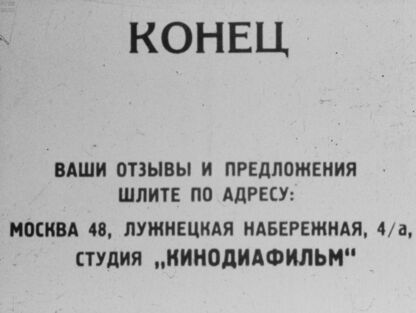 КОНЕЦ
ВАШИ ОТЗЫВЫ И ПРЕДЛОЖЕНИЯ
ШЛИТЕ ПО АДРЕСУ:
МОСКВА 48, ЛУЖНЕЦКАЯ НАБЕРЕЖНАЯ, 4/а,
СТУДИЯ „КИНОДИАФИЛЬМ“